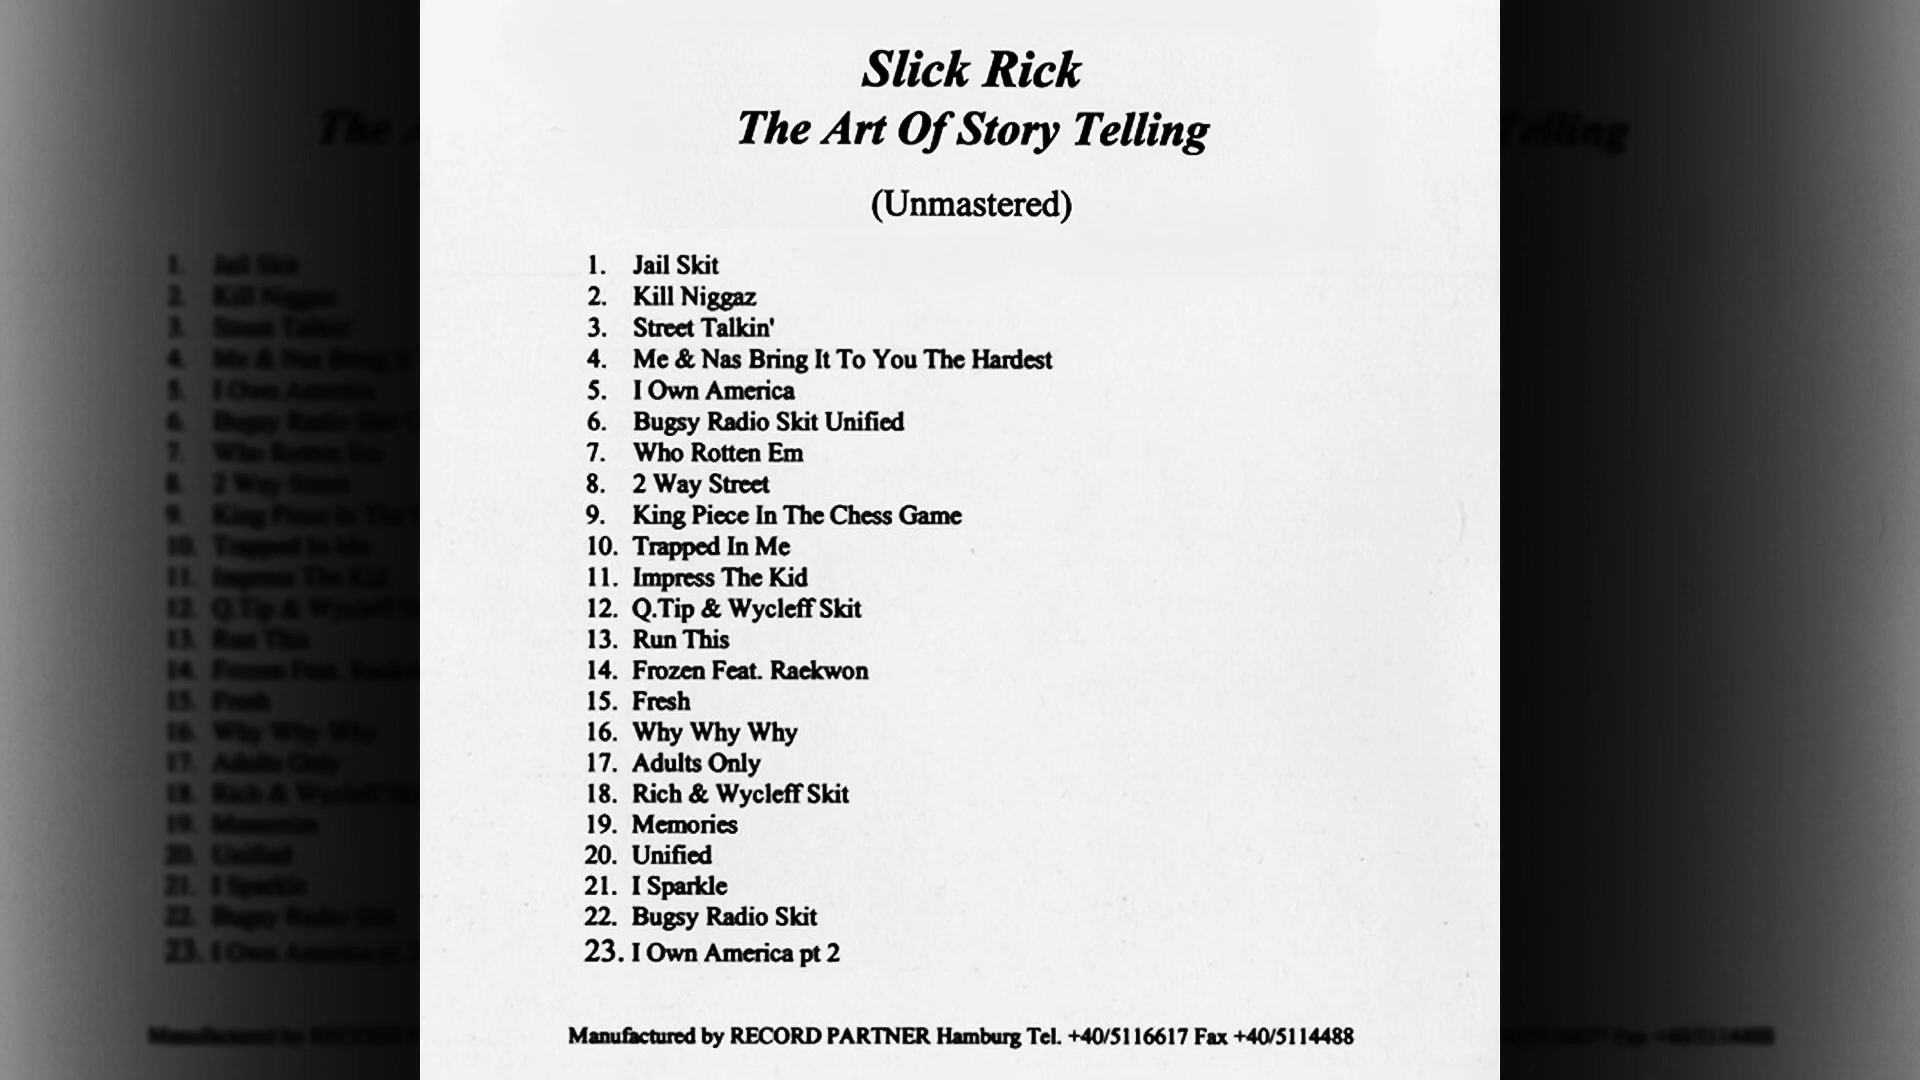 Slick Rick
The Art Of Story Telling
(Unmastered)
1. Jail Skit
2. Kill Niggaz
3. Street Talkin'
4. Me & Nas Bring It To You The Hardest
5. I Own America
6. Bugsy Radio Skit Unified
7. Who Rotten Em
8. 2 Way Street
9. King Piece In The Chess Game
10. Trapped In Me
11. Impress The Kid
12. Q.Tip & Wycleff Skit
13. Run This
14. Frozen Feat. Raekwon
15. Fresh
16. Why Why Why
17. Adults Only
18. Rich & Wycleff Skit
19. Memories
20. Unified
21. I Sparkle
22. Bugsy Radio Skit
23. I Own America pt 2
Manufactured by RECORD PARTNER Hamburg Tel. +40/5116617 Fax +40/5114488